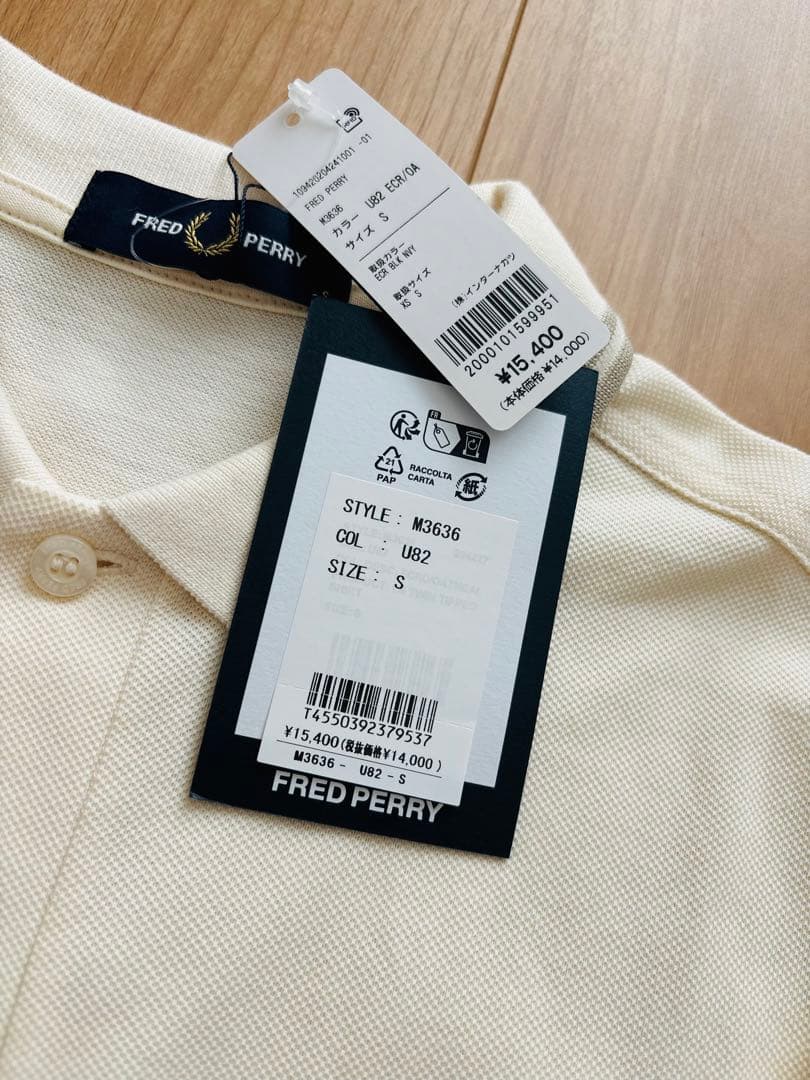 FRED PERRY
109420204241001 -01
FRED PERRY
M3636
カラー U82 ECR/OA
サイズ S
取扱カラー
ECR BLK NVY
取扱サイズ
XS S
(株)インターナカツ
2000101599951
¥15,400
(本体価格¥14,000)
FR
21
PAP
RACCOLTA
CARTA
紙
STYLE : M3636
COL : U82
SIZE : S
T4550392379537
¥15,400(税抜価格¥14,000)
M3636 - U82 - S
FRED PERRY